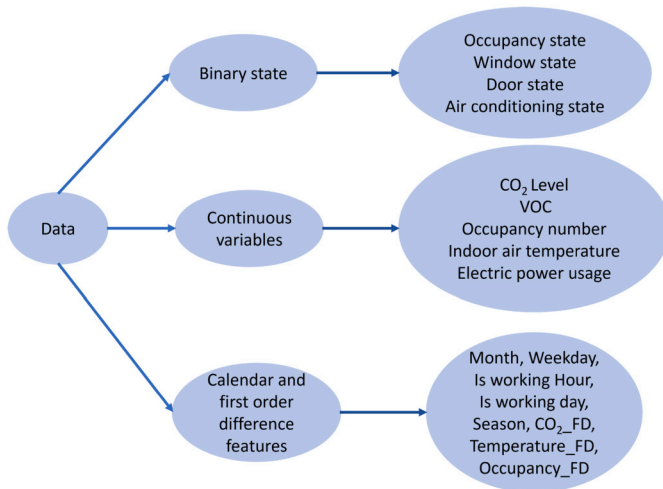 Data
Binary state
Occupancy state
Window state
Door state
Air conditioning state
Continuous
variables
CO₂ Level
VOC
Occupancy number
Indoor air temperature
Electric power usage
Calendar and
first order
difference
features
Month, Weekday,
Is working Hour,
Is working day,
Season, CO₂_FD,
Temperature_FD,
Occupancy_FD